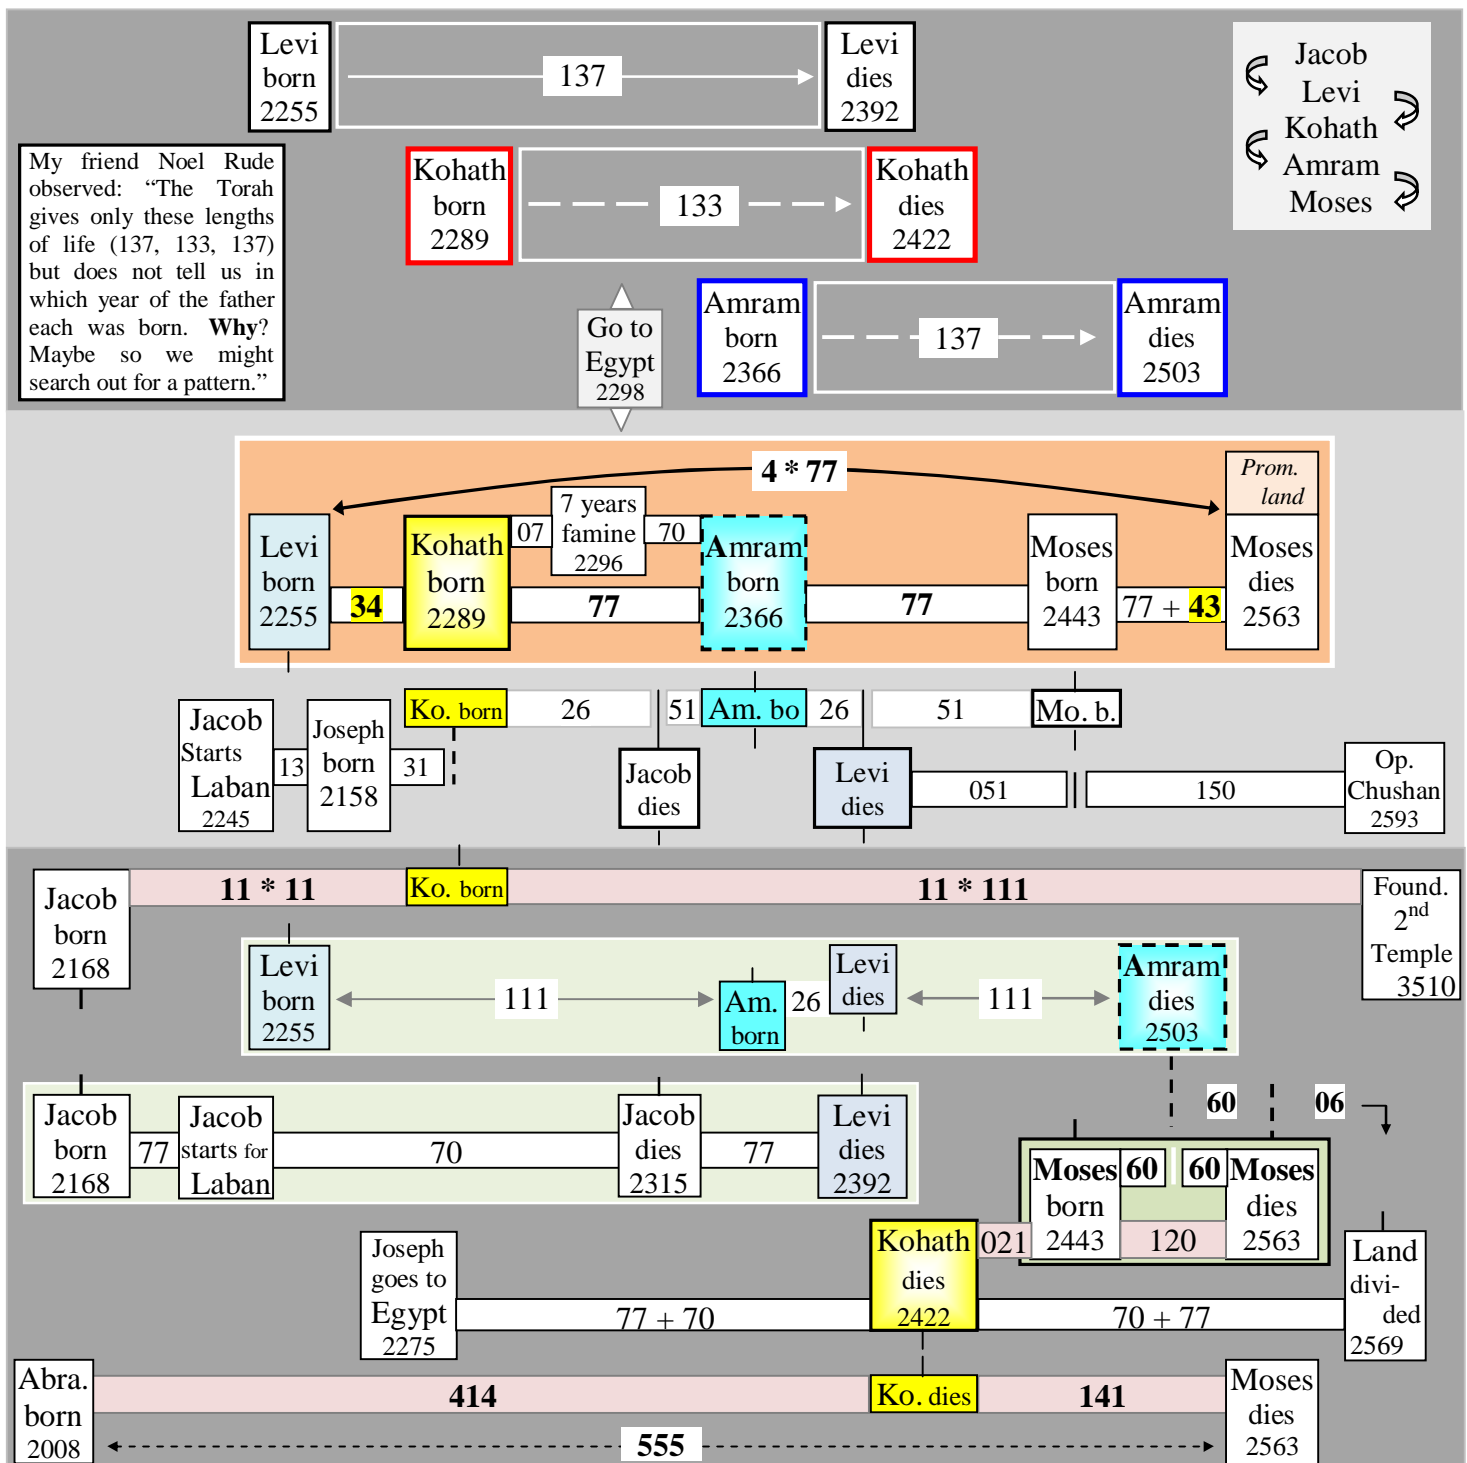 Levi
born
2255
137
Levi
dies
2392
Jacob
Levi
Kohath
Amram
Moses
My friend Noel Rude
observed: “The Torah
gives only these lengths
of life (137, 133, 137)
but does not tell us in
which year of the father
each was born. Why?
Maybe so we might
search out for a pattern.”
Kohath
born
2289
133
Kohath
dies
2422
Go to
Egypt
2298
Amram
born
2366
137
Amram
dies
2503
4 * 77
Prom.
land
Levi
born
2255
34
Kohath
born
2289
07
7 years
famine
2296
70
77
Amram
born
2366
77
Moses
born
2443
77 + 43
Moses
dies
2563
Ko. born
26
51
Am. bo
26
51
Mo. b.
Jacob
Starts
Laban
2245
13
Joseph
born
2158
31
Jacob
dies
Levi
dies
051
150
Op.
Chushan
2593
Jacob
born
2168
11 * 11
Ko. born
11 * 111
Found.
2nd
Temple
3510
Levi
born
2255
111
Am.
born
26
Levi
dies
111
Amram
dies
2503
Jacob
born
2168
77
Jacob
starts for
Laban
70
Jacob
dies
2315
77
Levi
dies
2392
60
06
Moses
born
2443
60
60
120
Moses
dies
2563
Joseph
goes to
Egypt
2275
77 + 70
Kohath
dies
2422
021
70 + 77
Land
divi-
ded
2569
Abra.
born
2008
414
Ko. dies
141
Moses
dies
2563
555